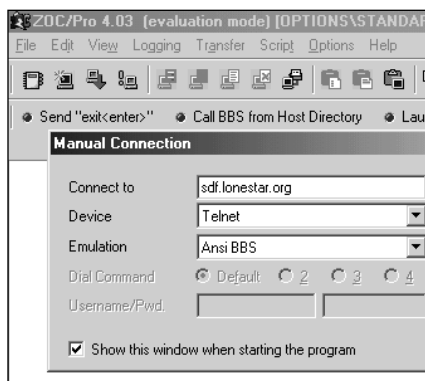 ZOC/Pro 4.03 (evaluation mode) [OPTIONS\STANDAR
File Edit View Logging Transfer Script Options Help
Send "exit<enter>" Call BBS from Host Directory Lau
Manual Connection
Connect to sdf.lonestar.org
Device Telnet
Emulation Ansi BBS
Dial Command Default 2 3 4
Username/Pwd.
Show this window when starting the program